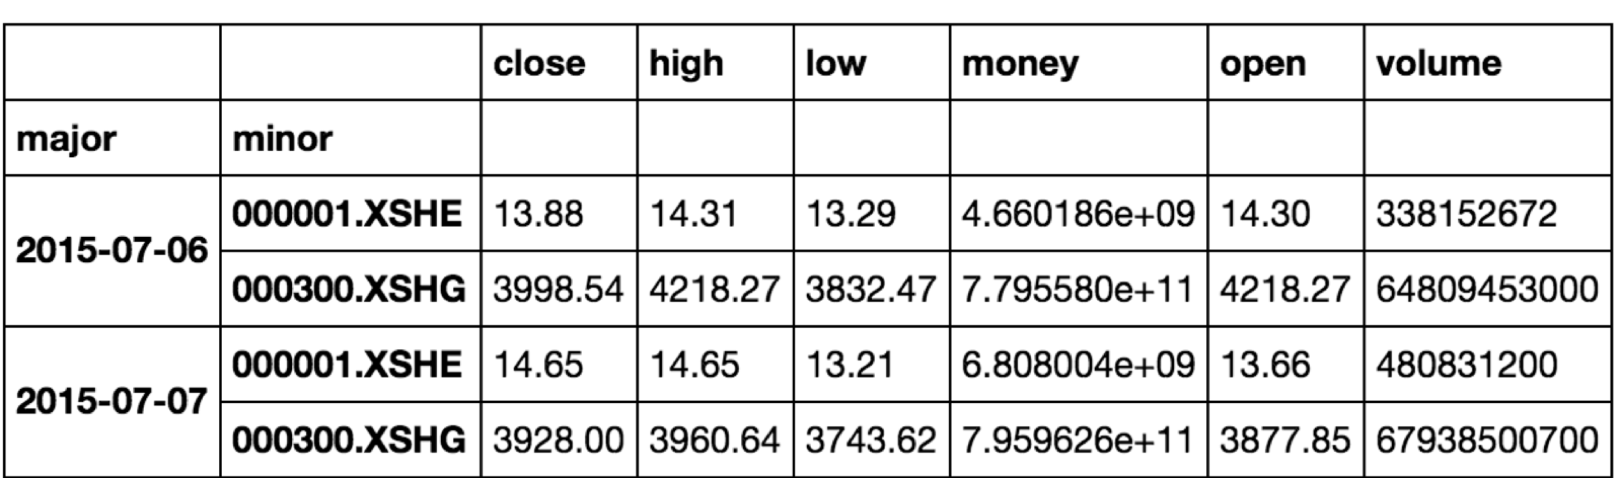 close high low money open volume
major minor
2015-07-06 000001.XSHE 13.88 14.31 13.29 4.660186e+09 14.30 338152672
000300.XSHG 3998.54 4218.27 3832.47 7.795580e+11 4218.27 64809453000
2015-07-07 000001.XSHE 14.65 14.65 13.21 6.808004e+09 13.66 480831200
000300.XSHG 3928.00 3960.64 3743.62 7.959626e+11 3877.85 67938500700